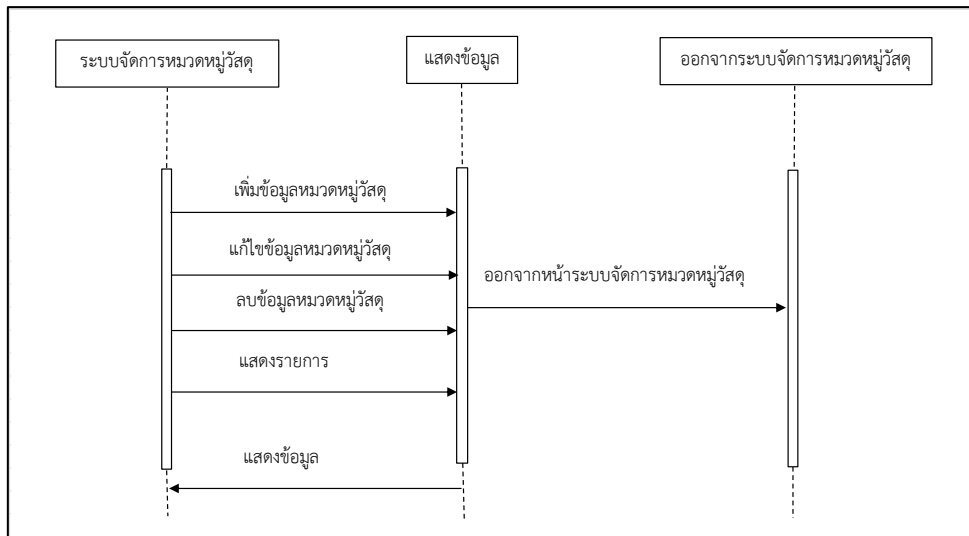 ระบบจัดการหมวดหมู่วัสดุ
แสดงข้อมูล
ออกจากระบบจัดการหมวดหมู่วัสดุ
เพิ่มข้อมูลหมวดหมู่วัสดุ
แก้ไขข้อมูลหมวดหมู่วัสดุ
ออกจากหน้าระบบจัดการหมวดหมู่วัสดุ
ลบข้อมูลหมวดหมู่วัสดุ
แสดงรายการ
แสดงข้อมูล